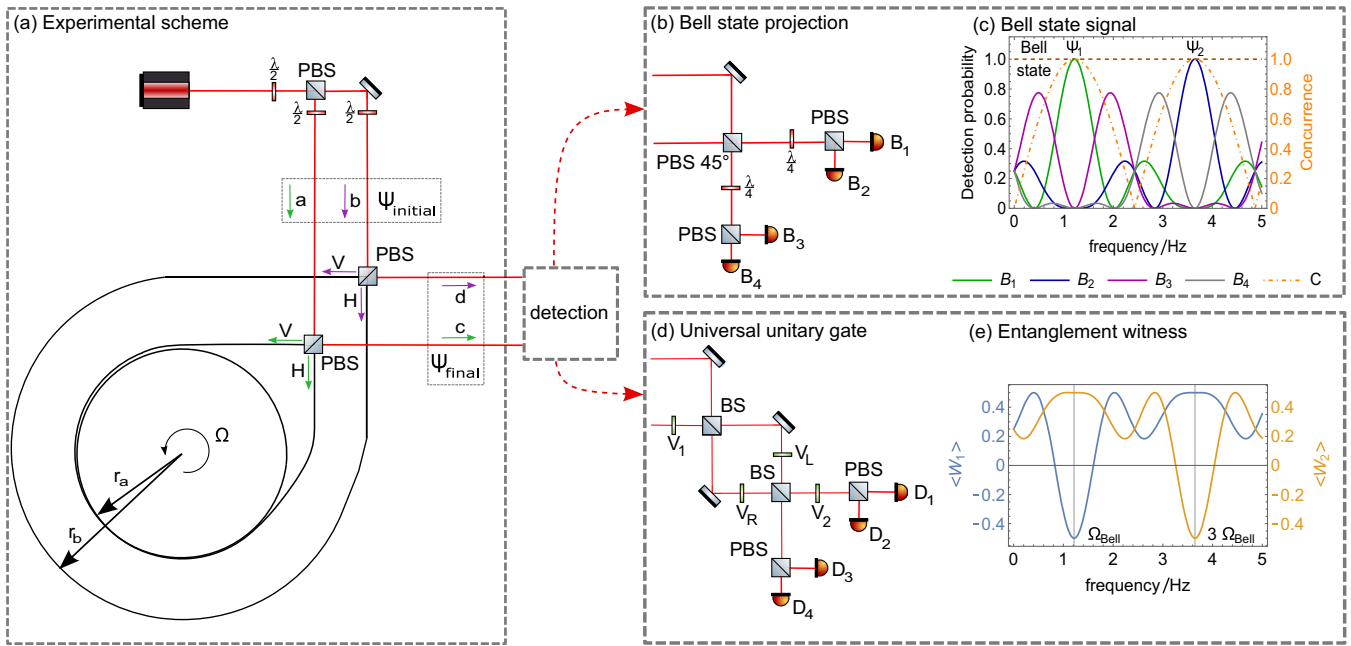 (a) Experimental scheme
λ/2
PBS
λ/2
λ/2
a
b
Ψinitial
PBS
V
H
d
c
Ψfinal
V
H
PBS
detection
Ω
ra
rb
(b) Bell state projection
PBS 45°
λ/4
PBS
B1
B2
λ/4
PBS
B3
B4
(c) Bell state signal
Bell state
Ψ1
Ψ2
Detection probability
1.0
0.8
0.6
0.4
0.2
0
Concurrence
1.0
0.8
0.6
0.4
0.2
0
0 1 2 3 4 5
frequency/Hz
B1 B2 B3 B4 C
(d) Universal unitary gate
BS
V1
VL
BS
PBS
D1
VR
V2
D2
PBS
D3
D4
(e) Entanglement witness
<W1>
0.4
0.2
0
−0.2
−0.4
<W2>
0.4
0.2
0
−0.2
−0.4
ΩBell
3 ΩBell
0 1 2 3 4 5
frequency/Hz